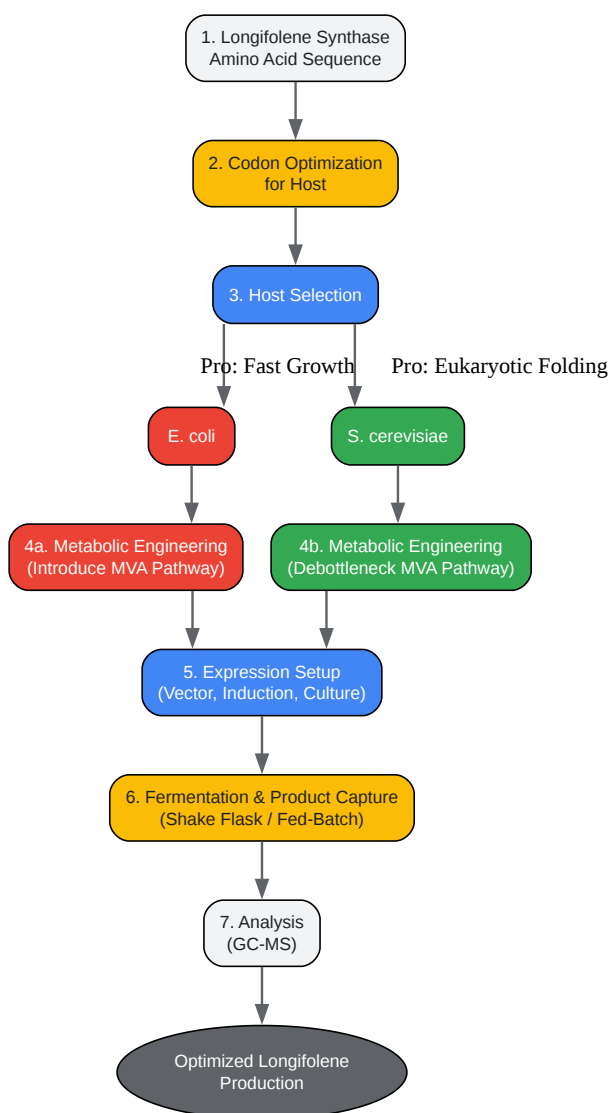 1. Longifolene Synthase
Amino Acid Sequence
2. Codon Optimization
for Host
3. Host Selection
Pro: Fast Growth
Pro: Eukaryotic Folding
E. coli
S. cerevisiae
4a. Metabolic Engineering
(Introduce MVA Pathway)
4b. Metabolic Engineering
(Debottleneck MVA Pathway)
5. Expression Setup
(Vector, Induction, Culture)
6. Fermentation & Product Capture
(Shake Flask / Fed-Batch)
7. Analysis
(GC-MS)
Optimized Longifolene
Production